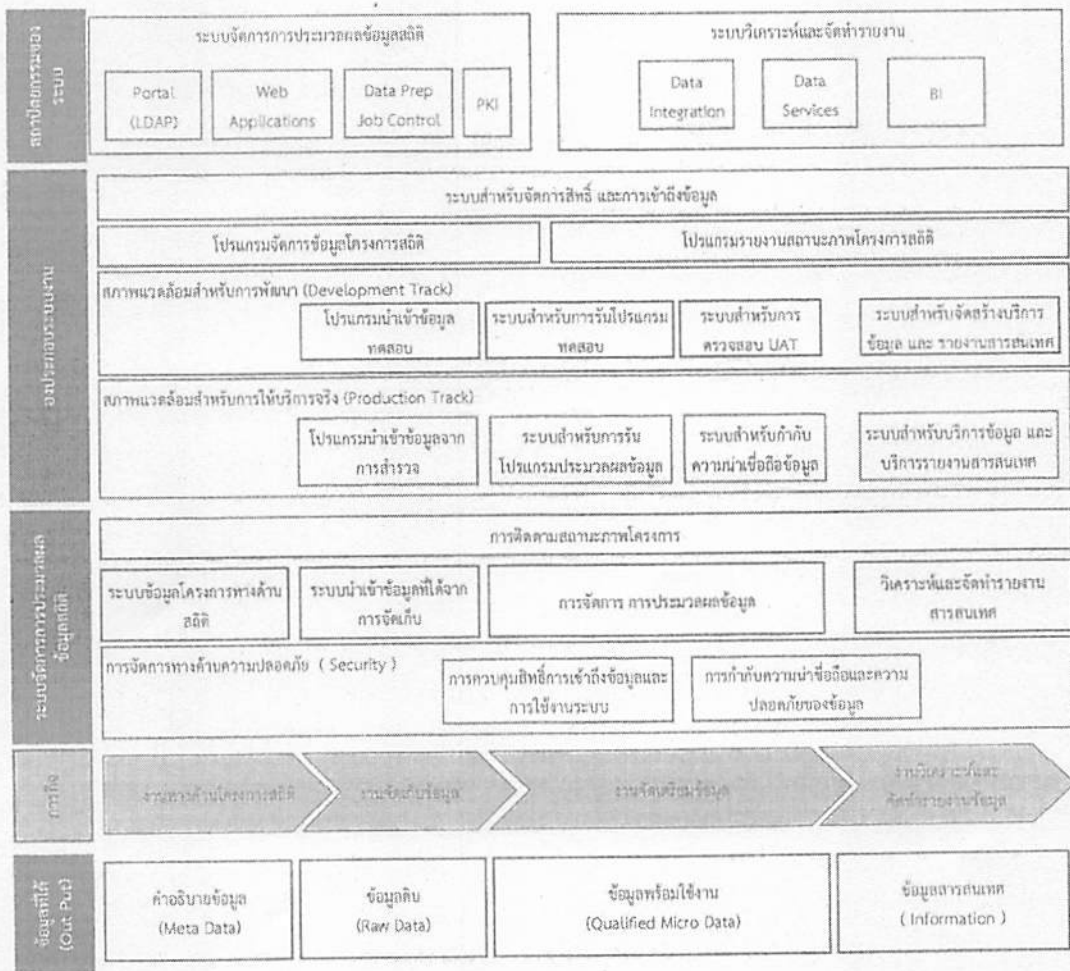 สถาปัตยกรรมของ
ระบบ
ระบบจัดการการประมวลผลข้อมูลสถิติ
Portal
(LDAP)
Web
Applications
Data Prep
Job Control
PKI
ระบบวิเคราะห์และจัดทำรายงาน
Data
Integration
Data
Services
BI
องประกอบระบบงาน
ระบบสำหรับจัดการสิทธิ์ และการเข้าถึงข้อมูล
โปรแกรมจัดการข้อมูลโครงการสถิติ
โปรแกรมรายงานสถานะภาพโครงการสถิติ
สภาพแวดล้อมสำหรับการพัฒนา (Development Track)
โปรแกรมนำเข้าข้อมูล
ทดสอบ
ระบบสำหรับการรันโปรแกรม
ทดสอบ
ระบบสำหรับการ
ตรวจสอบ UAT
ระบบสำหรับจัดสร้างบริการ
ข้อมูล และ รายงานสารสนเทศ
สภาพแวดล้อมสำหรับการให้บริการจริง (Production Track)
โปรแกรมนำเข้าข้อมูลจาก
การสำรวจ
ระบบสำหรับการรัน
โปรแกรมประมวลผลข้อมูล
ระบบสำหรับกำกับ
ความน่าเชื่อถือข้อมูล
ระบบสำหรับบริการข้อมูล และ
บริการรายงานสารสนเทศ
ระบบจัดการการประมวลผล
ข้อมูลสถิติ
การติดตามสถานะภาพโครงการ
ระบบข้อมูลโครงการทางด้าน
สถิติ
ระบบนำเข้าข้อมูลที่ได้จาก
การจัดเก็บ
การจัดการ การประมวลผลข้อมูล
วิเคราะห์และจัดทำรายงาน
สารสนเทศ
การจัดการทางด้านความปลอดภัย ( Security )
การควบคุมสิทธิ์การเข้าถึงข้อมูลและ
การใช้งานระบบ
การกำกับความน่าชื่อถือและความ
ปลอดภัยของข้อมูล
ภารกิจ
งานทางด้านโครงการสถิติ
งานจัดเก็บข้อมูล
งานจัดเตรียมข้อมูล
งานวิเคราะห์และ
จัดทำรายงานข้อมูล
ข้อมูลที่ได้
(Out Put)
คำอธิบายข้อมูล
(Meta Data)
ข้อมูลดิบ
(Raw Data)
ข้อมูลพร้อมใช้งาน
(Qualified Micro Data)
ข้อมูลสารสนเทศ
( Information )